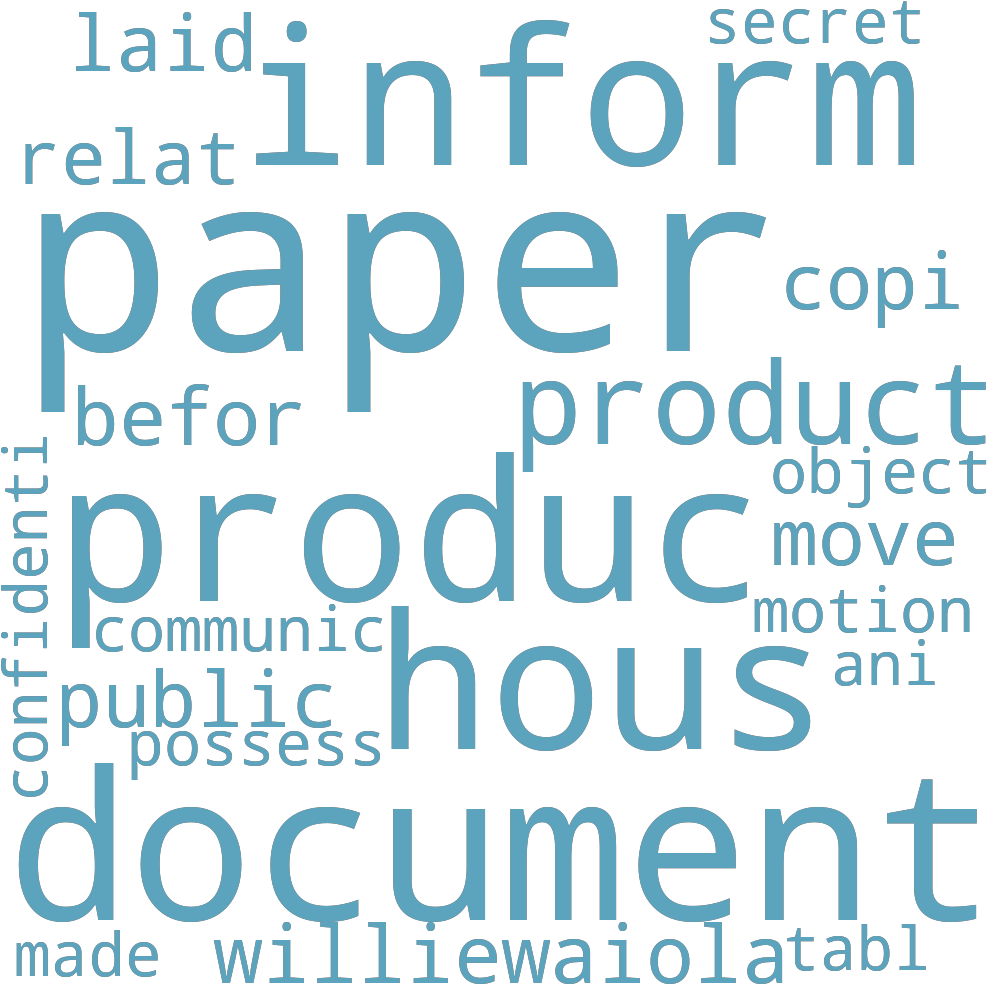 laid
secret
inform
relat
paper
copi
befor
product
object
produc
move
confidenti
motion
communic
hous
ani
public
possess
document
made
williewaiola
tabl